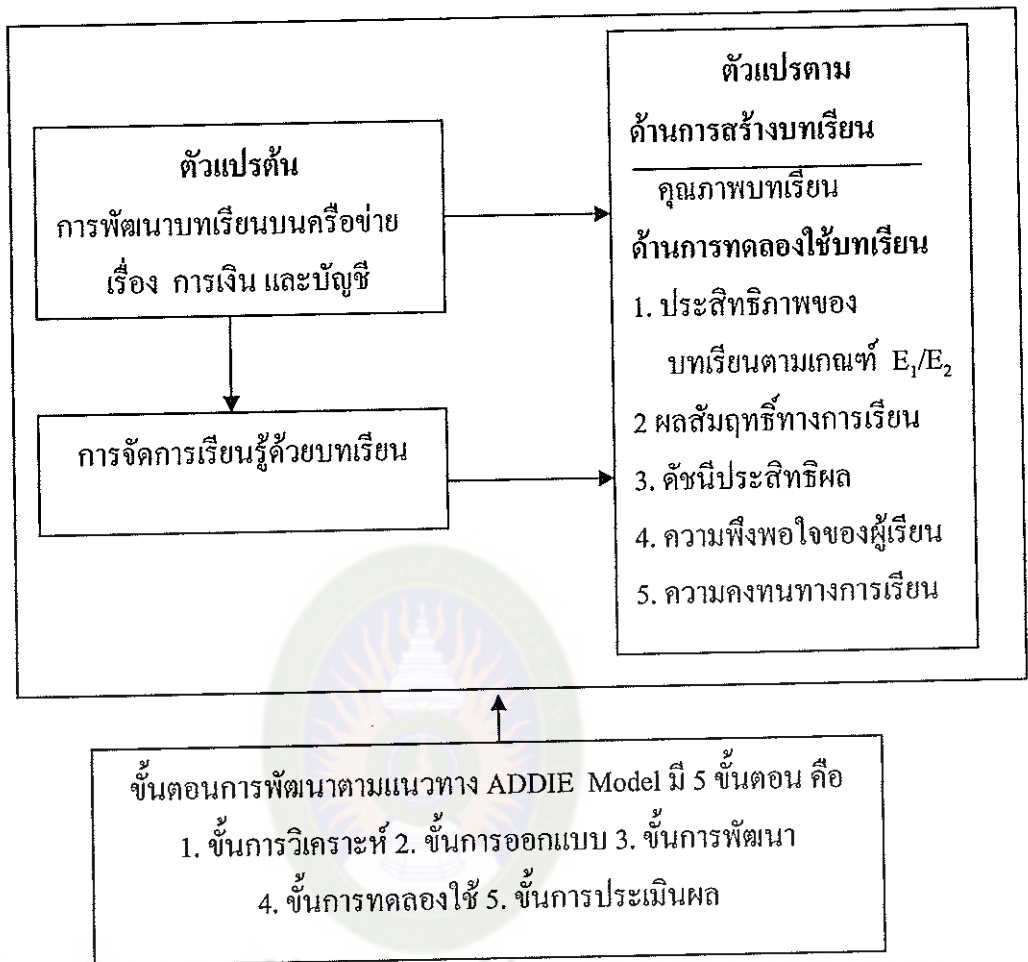 ตัวแปรต้น
การพัฒนาบทเรียนบนครือข่าย
เรื่อง การเงิน และบัญชี
การจัดการเรียนรู้ด้วยบทเรียน
ตัวแปรตาม
ด้านการสร้างบทเรียน
คุณภาพบทเรียน
ด้านการทดลองใช้บทเรียน
1. ประสิทธิภาพของ
บทเรียนตามเกณฑ์ E₁/E₂
2 ผลสัมฤทธิ์ทางการเรียน
3. ดัชนีประสิทธิผล
4. ความพึงพอใจของผู้เรียน
5. ความคงทนทางการเรียน
ขั้นตอนการพัฒนาตามแนวทาง ADDIE Model มี 5 ขั้นตอน คือ
1. ขั้นการวิเคราะห์ 2. ขั้นการออกแบบ 3. ขั้นการพัฒนา
4. ขั้นการทดลองใช้ 5. ขั้นการประเมินผล